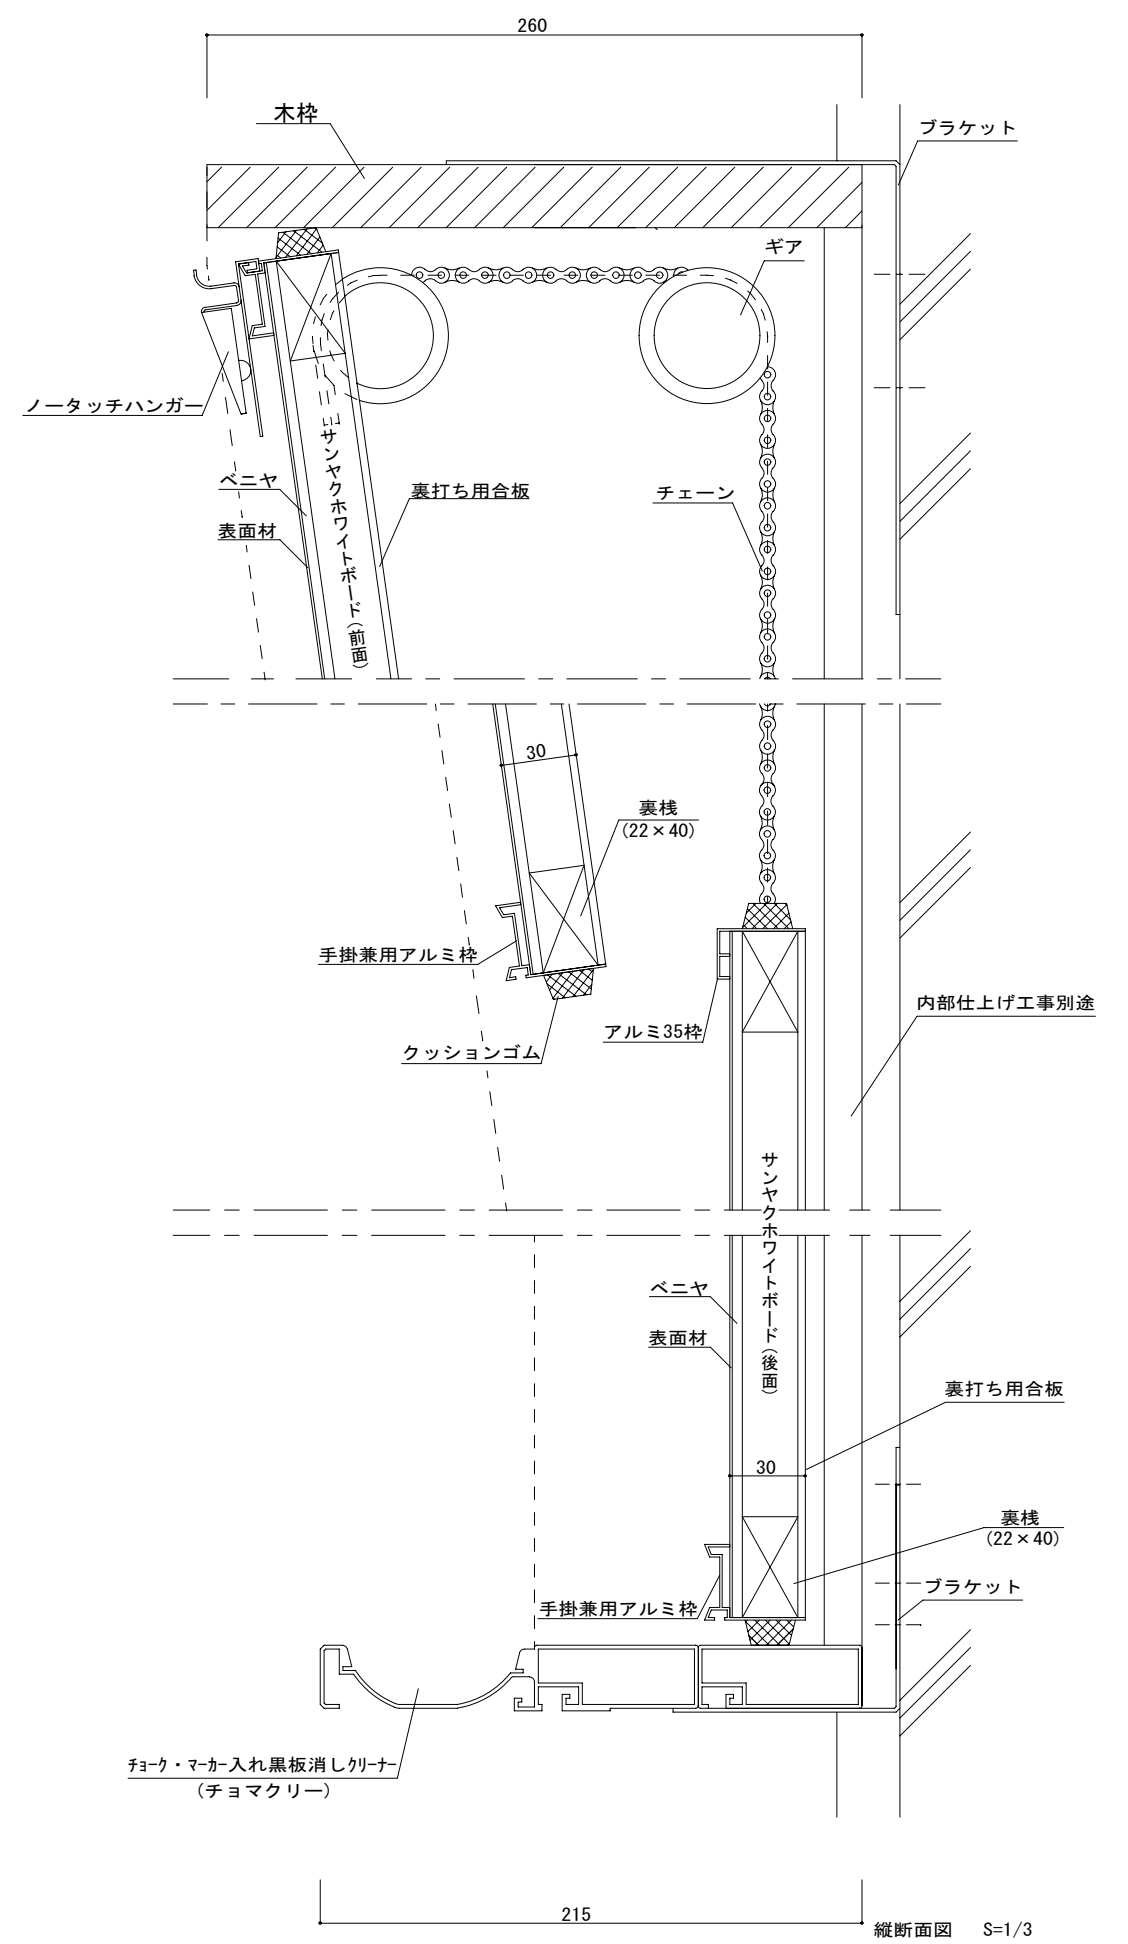 260
木枠
ブラケット
ギア
ノータッチハンガー
ベニヤ
表面材
サンヤクホワイトボード(前面)
裏打ち用合板
チェーン
30
裏桟
(22×40)
手掛兼用アルミ枠
クッションゴム
アルミ35枠
内部仕上げ工事別途
サンヤクホワイトボード(後面)
ベニヤ
表面材
裏打ち用合板
30
裏桟
(22×40)
ブラケット
手掛兼用アルミ枠
ﾁｮｰｸ・ﾏｰｶｰ入れ黒板消しｸﾘｰﾅｰ
(チョマクリー)
215
縦断面図 S=1/3